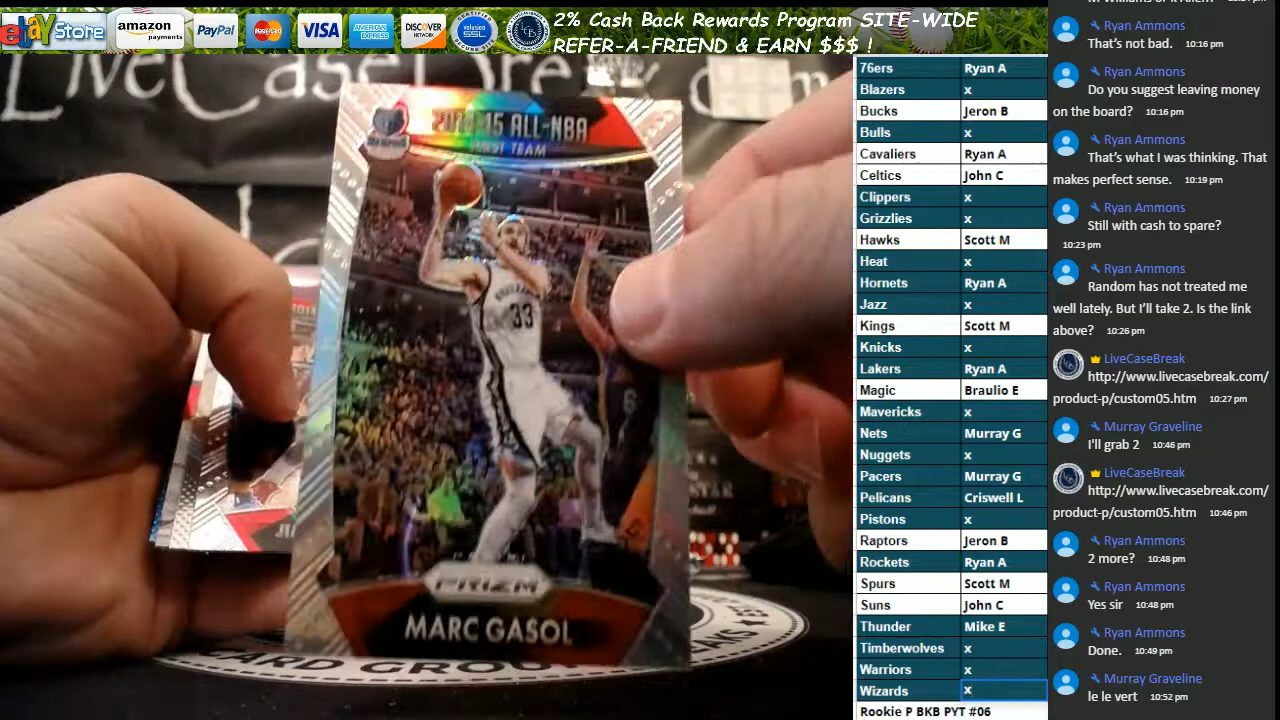 ebay Store
amazon payments
PayPal
MasterCard
VISA
AMERICAN EXPRESS
DISCOVER NETWORK
SSL
2% Cash Back Rewards Program SITE-WIDE
REFER-A-FRIEND & EARN $$$ !
ALL-NBA
FIRST TEAM
33
PRIZM
MARC GASOL
CARD GROUP
76ers Ryan A
Blazers x
Bucks Jeron B
Bulls x
Cavaliers Ryan A
Celtics John C
Clippers x
Grizzlies x
Hawks Scott M
Heat x
Hornets Ryan A
Jazz x
Kings Scott M
Knicks x
Lakers Ryan A
Magic Braulio E
Mavericks x
Nets Murray G
Nuggets x
Pacers Murray G
Pelicans Criswell L
Pistons x
Raptors Jeron B
Rockets Ryan A
Spurs Scott M
Suns John C
Thunder Mike E
Timberwolves x
Warriors x
Wizards x
Rookie P BKB PYT #06
Ryan Ammons
That's not bad. 10:16 pm
Ryan Ammons
Do you suggest leaving money
on the board? 10:16 pm
Ryan Ammons
That's what I was thinking. That
makes perfect sense. 10:19 pm
Ryan Ammons
Still with cash to spare?
10:23 pm
Ryan Ammons
Random has not treated me
well lately. But I'll take 2. Is the link
above? 10:26 pm
LiveCaseBreak
http://www.livecasebreak.com/
product-p/custom05.htm 10:27 pm
Murray Graveline
I'll grab 2 10:46 pm
LiveCaseBreak
http://www.livecasebreak.com/
product-p/custom05.htm 10:46 pm
Ryan Ammons
2 more? 10:48 pm
Ryan Ammons
Yes sir 10:48 pm
Ryan Ammons
Done. 10:49 pm
Murray Graveline
le le vert 10:52 pm